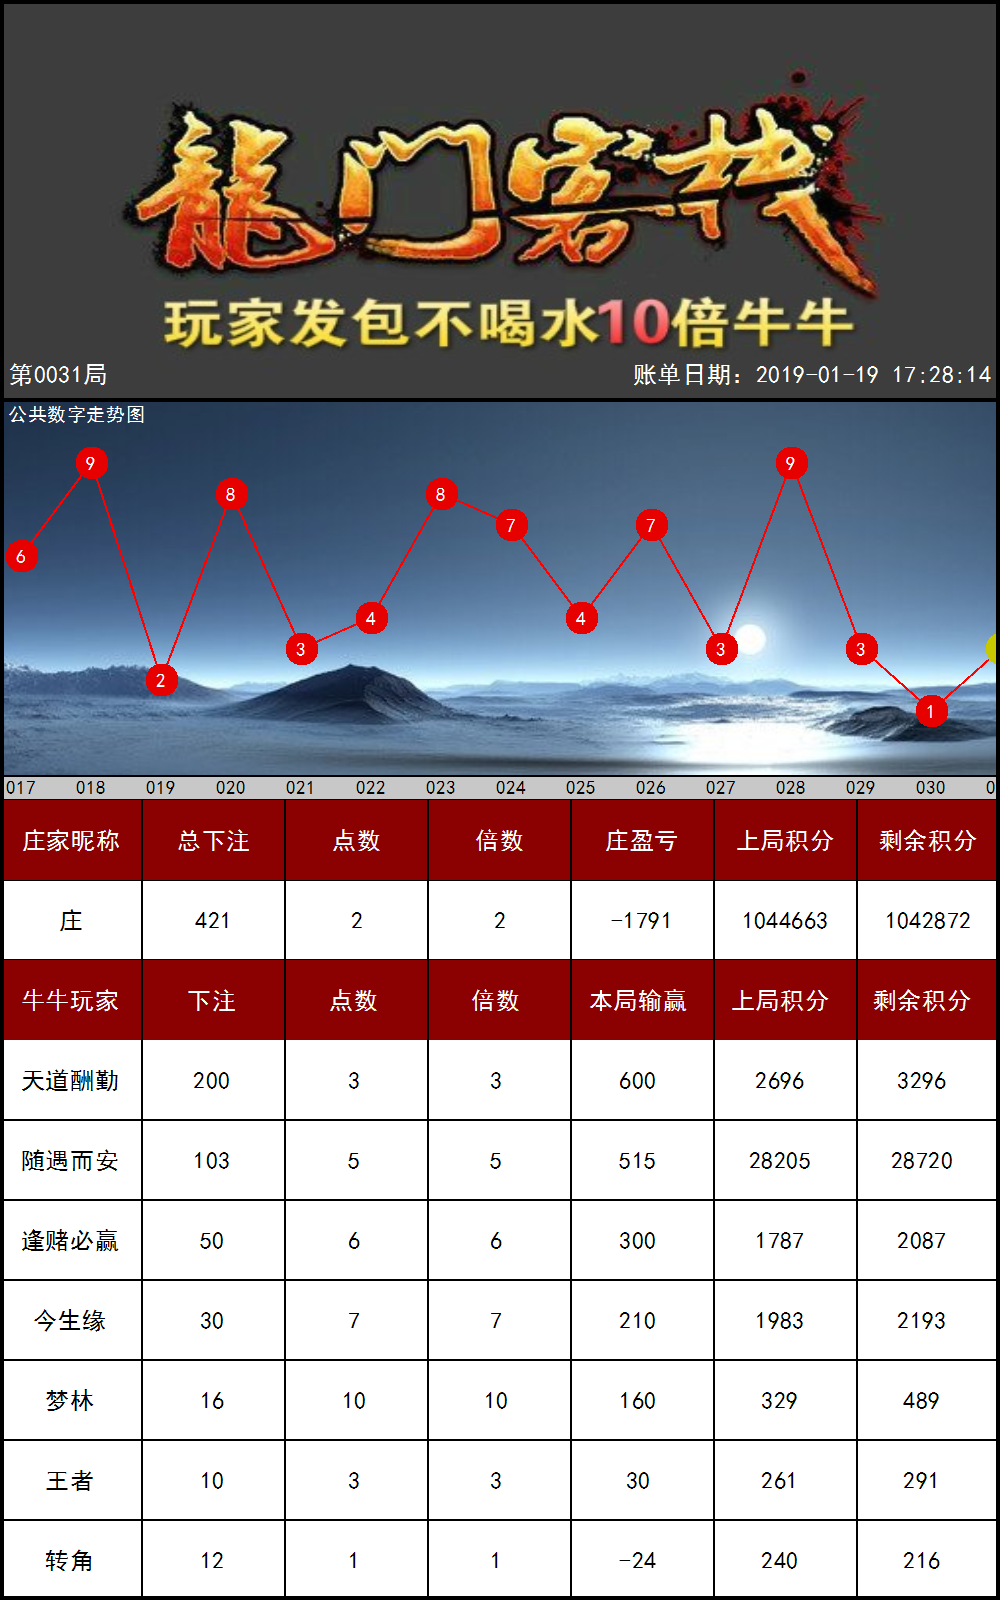 龍门客栈
玩家发包不喝水10倍牛牛
第0031局 账单日期：2019-01-19 17:28:14
公共数字走势图
6 9 2 8 3 4 8 7 4 7 3 9 3 1
017 018 019 020 021 022 023 024 025 026 027 028 029 030 0
庄家昵称 总下注 点数 倍数 庄盈亏 上局积分 剩余积分
庄 421 2 2 -1791 1044663 1042872
牛牛玩家 下注 点数 倍数 本局输赢 上局积分 剩余积分
天道酬勤 200 3 3 600 2696 3296
随遇而安 103 5 5 515 28205 28720
逢赌必赢 50 6 6 300 1787 2087
今生缘 30 7 7 210 1983 2193
梦林 16 10 10 160 329 489
王者 10 3 3 30 261 291
转角 12 1 1 -24 240 216